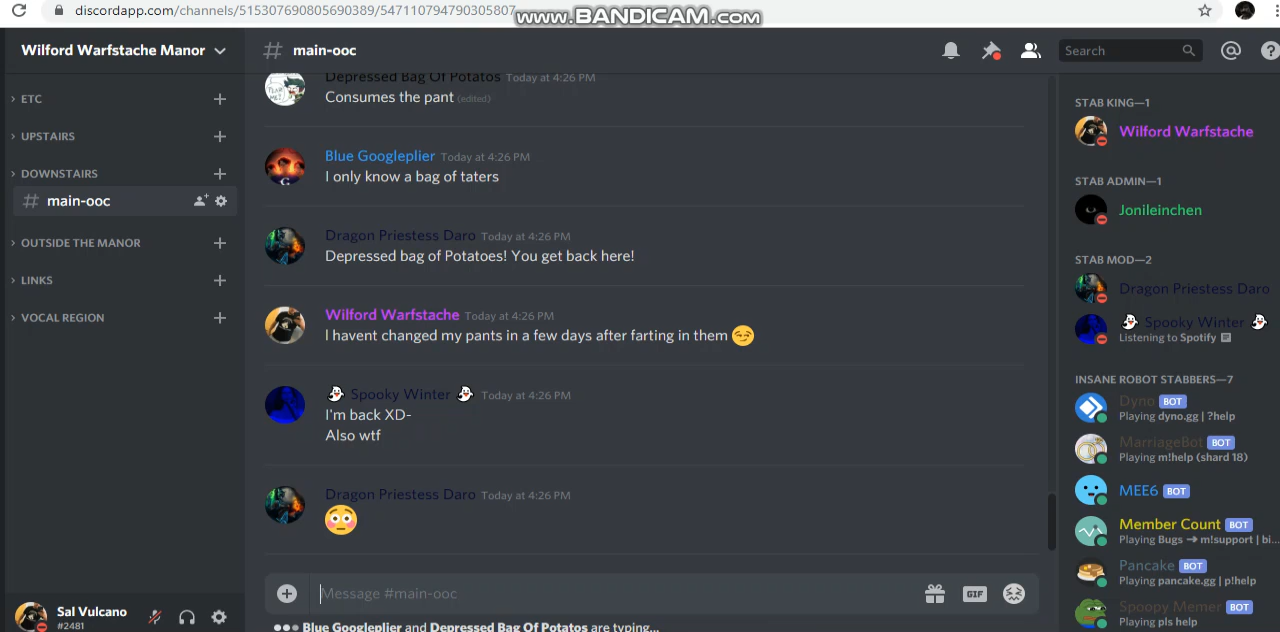 discordapp.com/channels/515307690805690389/547110794790305807
www.BANDICAM.com
Wilford Warfstache Manor
# main-ooc
Search
ETC
UPSTAIRS
DOWNSTAIRS
# main-ooc
OUTSIDE THE MANOR
LINKS
VOCAL REGION
Sal Vulcano
#2481
Depressed Bag Of Potatos Today at 4:26 PM
Consumes the pant (edited)
Blue Googleplier Today at 4:26 PM
I only know a bag of taters
Dragon Priestess Daro Today at 4:26 PM
Depressed bag of Potatoes! You get back here!
Wilford Warfstache Today at 4:26 PM
I havent changed my pants in a few days after farting in them 😏
👻 Spooky Winter 👻 Today at 4:26 PM
I'm back XD-
Also wtf
Dragon Priestess Daro Today at 4:26 PM
😳
Message #main-ooc
GIF
Blue Googleplier and Depressed Bag Of Potatos are typing...
STAB KING—1
Wilford Warfstache
STAB ADMIN—1
Jonileinchen
STAB MOD—2
Dragon Priestess Daro
👻 Spooky Winter 👻
Listening to Spotify
INSANE ROBOT STABBERS—7
Dyno BOT
Playing dyno.gg | ?help
MarriageBot BOT
Playing m!help (shard 18)
MEE6 BOT
Member Count BOT
Playing Bugs ➜ m!support | bi...
Pancake BOT
Playing pancake.gg | p!help
Spoopy Memer BOT
Playing pls help